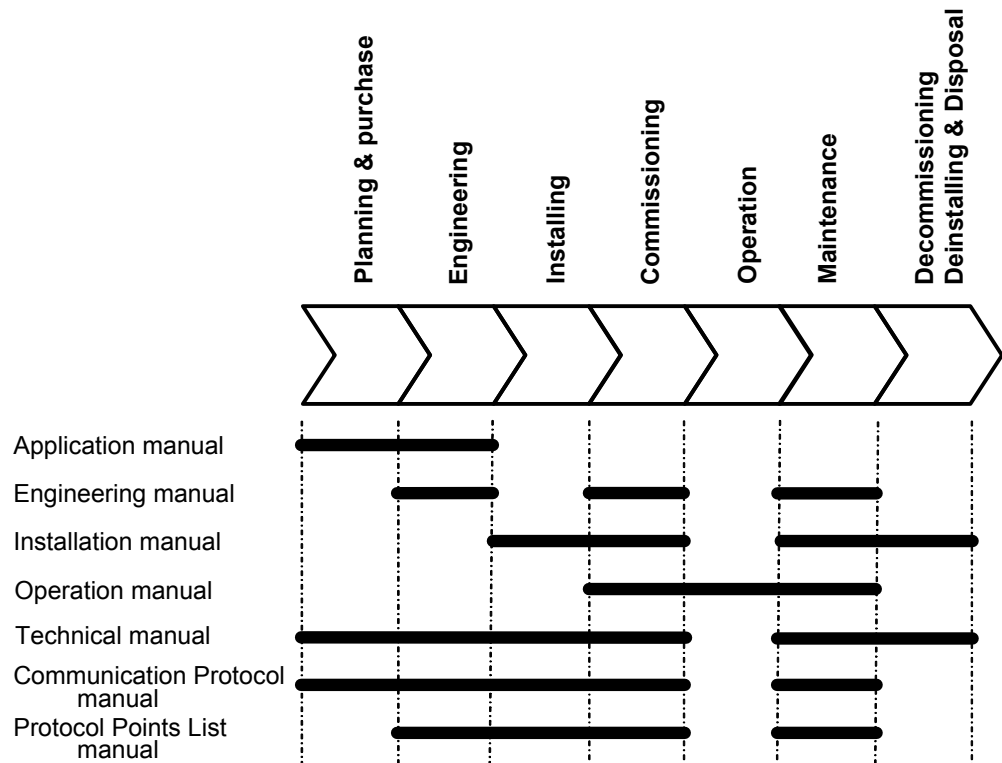 Planning & purchase
Engineering
Installing
Commissioning
Operation
Maintenance
Decommissioning
Deinstalling & Disposal
Application manual
Engineering manual
Installation manual
Operation manual
Technical manual
Communication Protocol
manual
Protocol Points List
manual